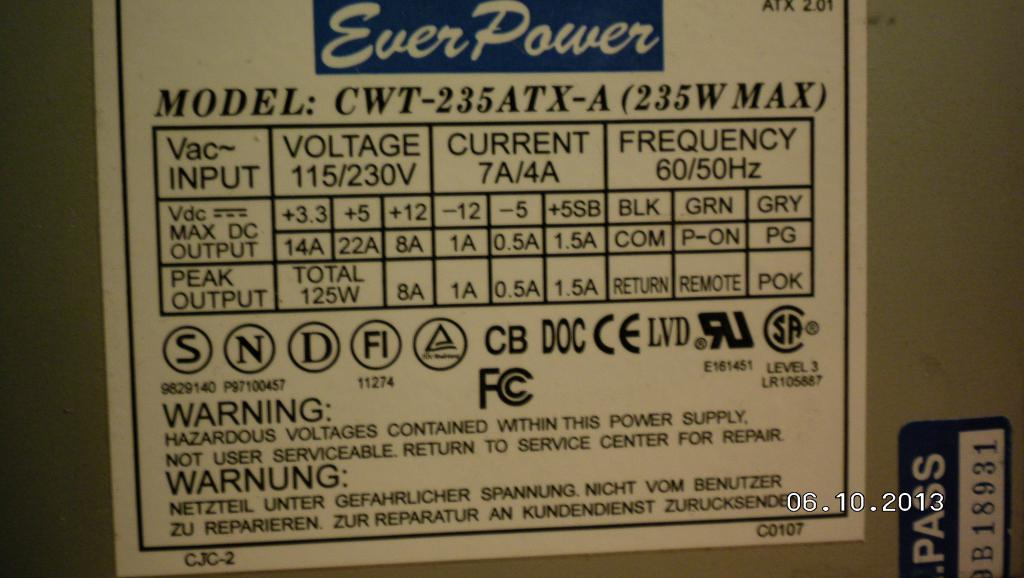 ATX 2.01
EverPower
MODEL: CWT-235ATX-A (235W MAX)
Vac~ INPUT VOLTAGE 115/230V CURRENT 7A/4A FREQUENCY 60/50Hz
Vdc MAX DC OUTPUT +3.3 +5 +12 -12 -5 +5SB BLK GRN GRY
14A 22A 8A 1A 0.5A 1.5A COM P-ON PG
PEAK OUTPUT TOTAL 125W 8A 1A 0.5A 1.5A RETURN REMOTE POK
S N D FI CB DOC CE LVD RU SA ®
9829140 P97100457 11274 E161451 LEVEL 3
LR105887
FC
WARNING:
HAZARDOUS VOLTAGES CONTAINED WITHIN THIS POWER SUPPLY,
NOT USER SERVICEABLE. RETURN TO SERVICE CENTER FOR REPAIR.
WARNUNG:
NETZTEIL UNTER GEFAHRLICHER SPANNUNG. NICHT VOM BENUTZER
ZU REPARIEREN. ZUR REPARATUR AN KUNDENDIENST ZURUCKSENDE
C0107
CJC-2
06.10.2013
.PASS
B18931